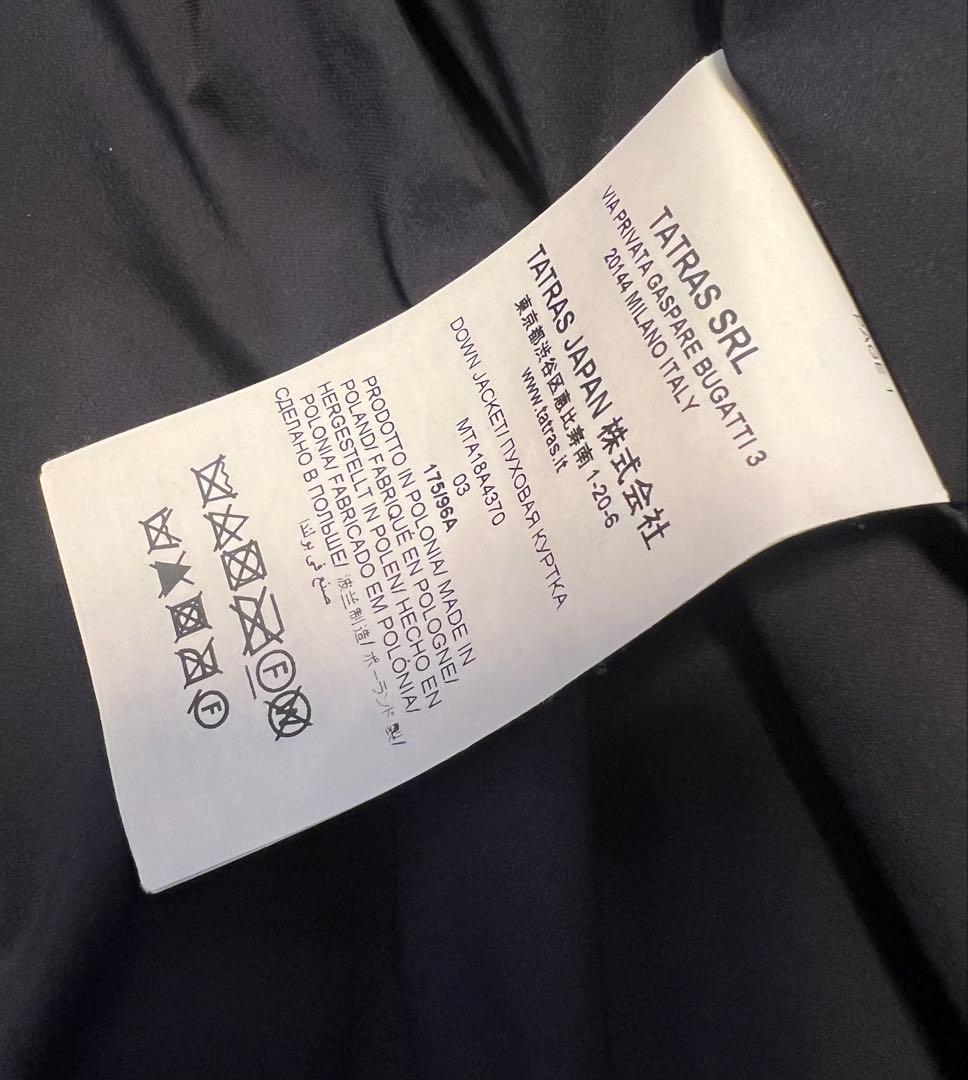 TATRAS SRL
VIA PRIVATA GASPARE BUGATTI 3
20144 MILANO ITALY
TATRAS JAPAN 株式会社
東京都渋谷区恵比寿南 1-20-6
www.tatras.it
DOWN JACKET/ ПУХОВАЯ КУРТКА
MTA18A4370
03
175/96A
PRODOTTO IN POLONIA/ MADE IN
POLAND/ FABRIQUÉ EN POLOGNE/
HERGESTELLT IN POLEN/ HECHO EN
POLONIA/ FABRICADO EM POLÓNIA/
СДЕЛАНО В ПОЛЬШЕ/ 波兰制造/ ポーランド製/
F
W
F